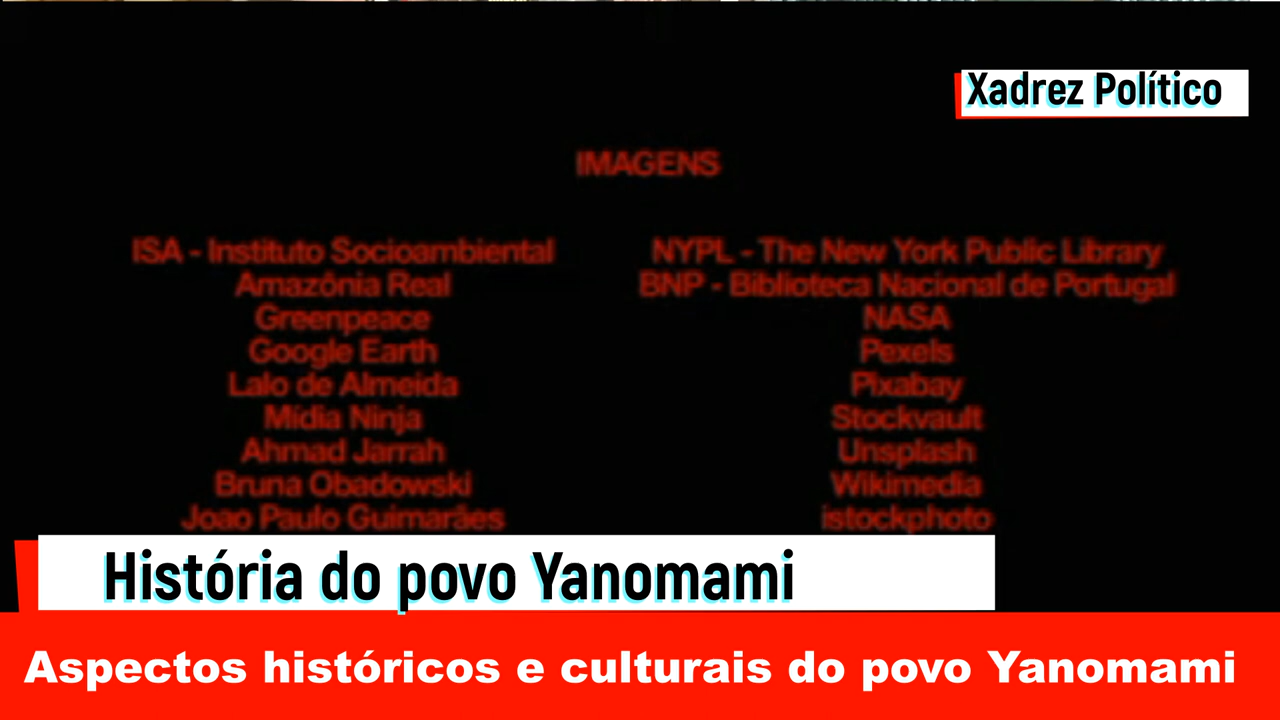 Xadrez Político
IMAGENS
ISA - Instituto Socioambiental
Amazônia Real
Greenpeace
Google Earth
Lalo de Almeida
Mídia Ninja
Ahmad Jarrah
Bruna Obadowski
Joao Paulo Guimarães
NYPL - The New York Public Library
BNP - Biblioteca Nacional de Portugal
NASA
Pexels
Pixabay
Stockvault
Unsplash
Wikimedia
istockphoto
História do povo Yanomami
Aspectos históricos e culturais do povo Yanomami